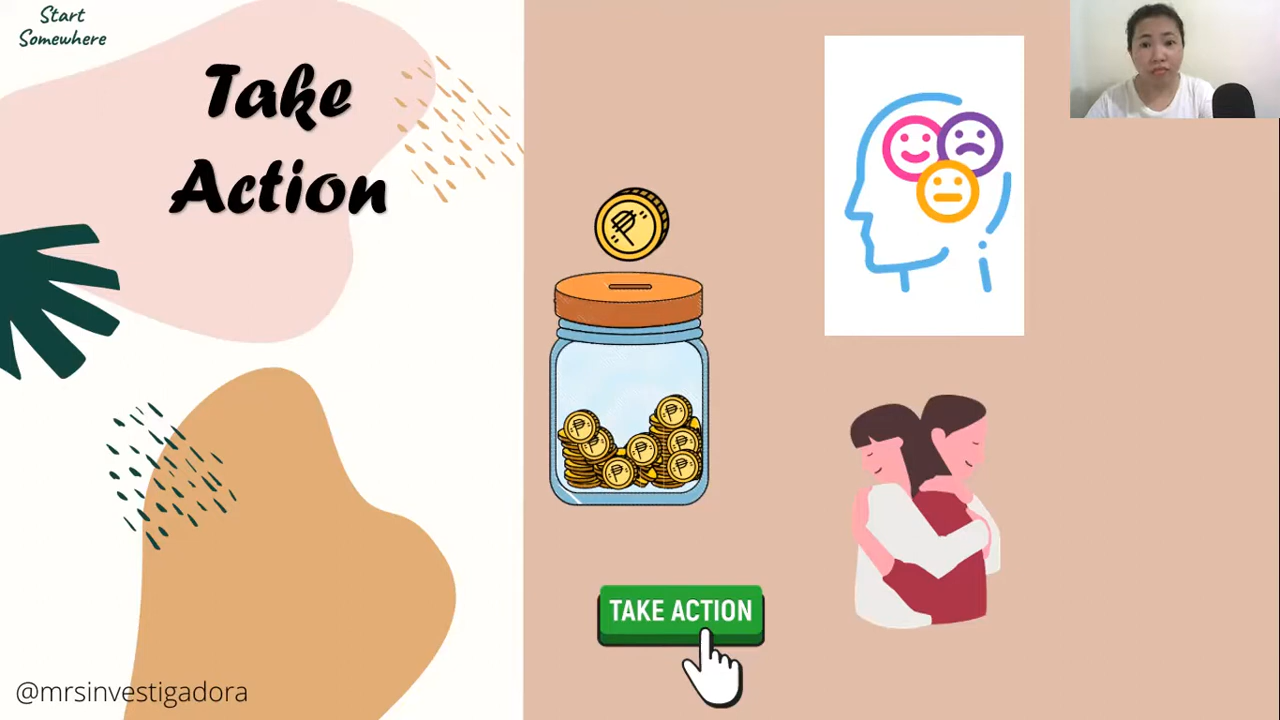 Start
Somewhere
Take
Action
TAKE ACTION
@mrsinvestigadora